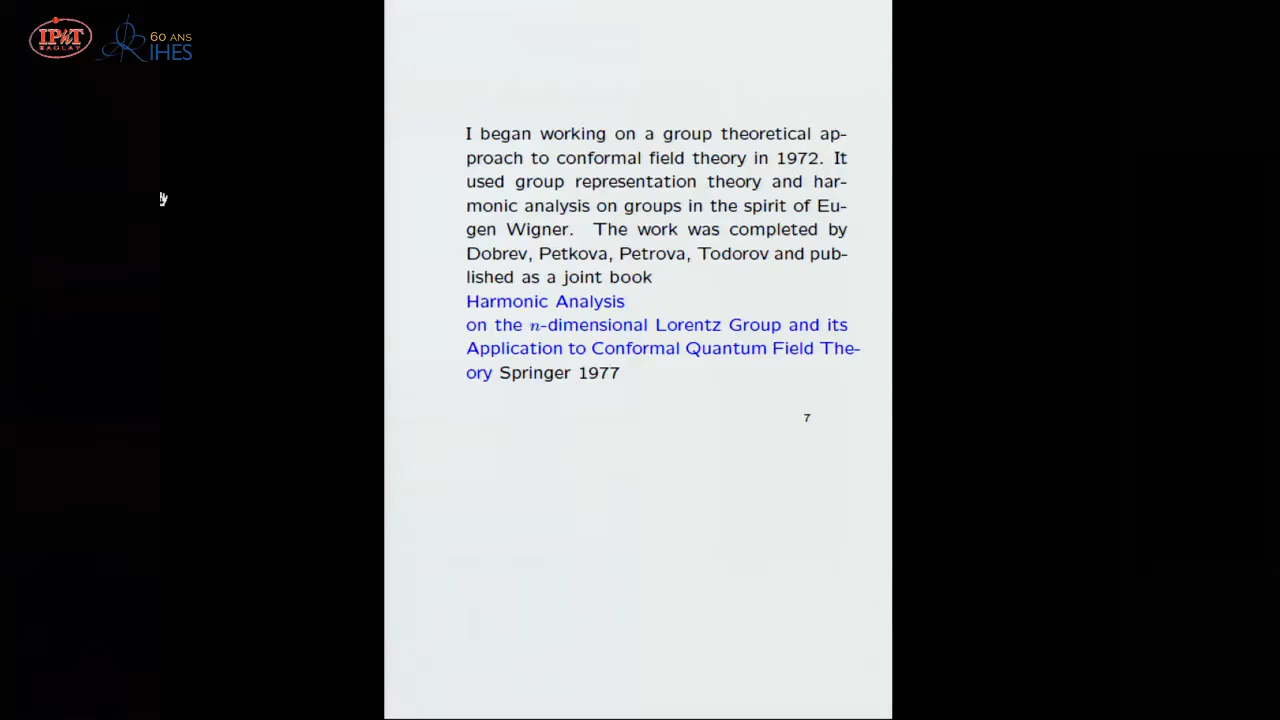 IPhT
SACLAY
60 ANS
IHES
I began working on a group theoretical ap-
proach to conformal field theory in 1972. It
used group representation theory and har-
monic analysis on groups in the spirit of Eu-
gen Wigner. The work was completed by
Dobrev, Petkova, Petrova, Todorov and pub-
lished as a joint book
Harmonic Analysis
on the n-dimensional Lorentz Group and its
Application to Conformal Quantum Field The-
ory Springer 1977
7